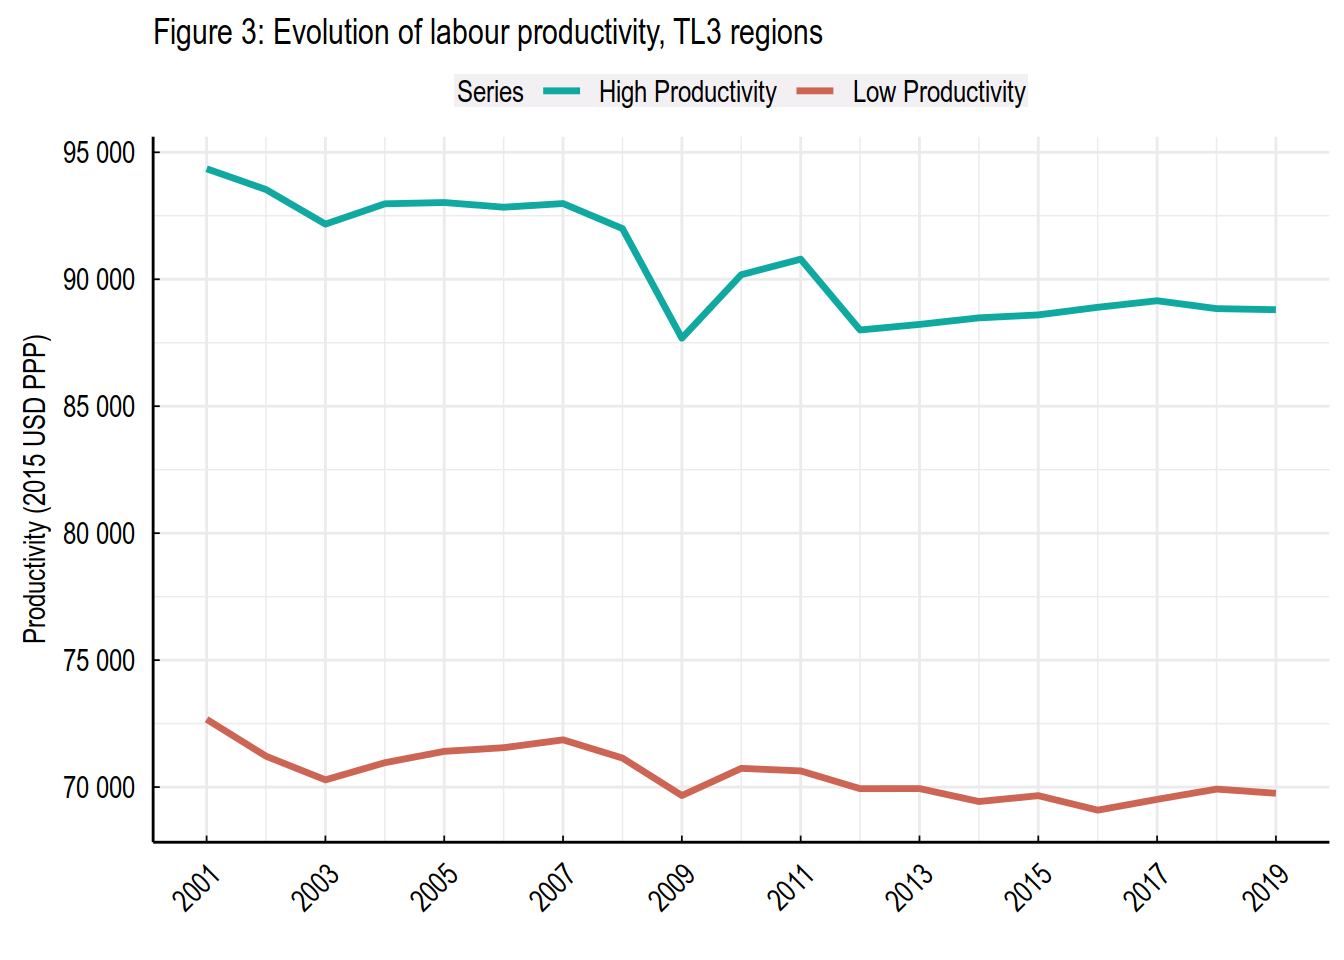 Figure 3: Evolution of labour productivity, TL3 regions
Series High Productivity Low Productivity
Productivity (2015 USD PPP)
95 000
90 000
85 000
80 000
75 000
70 000
2001 2003 2005 2007 2009 2011 2013 2015 2017 2019